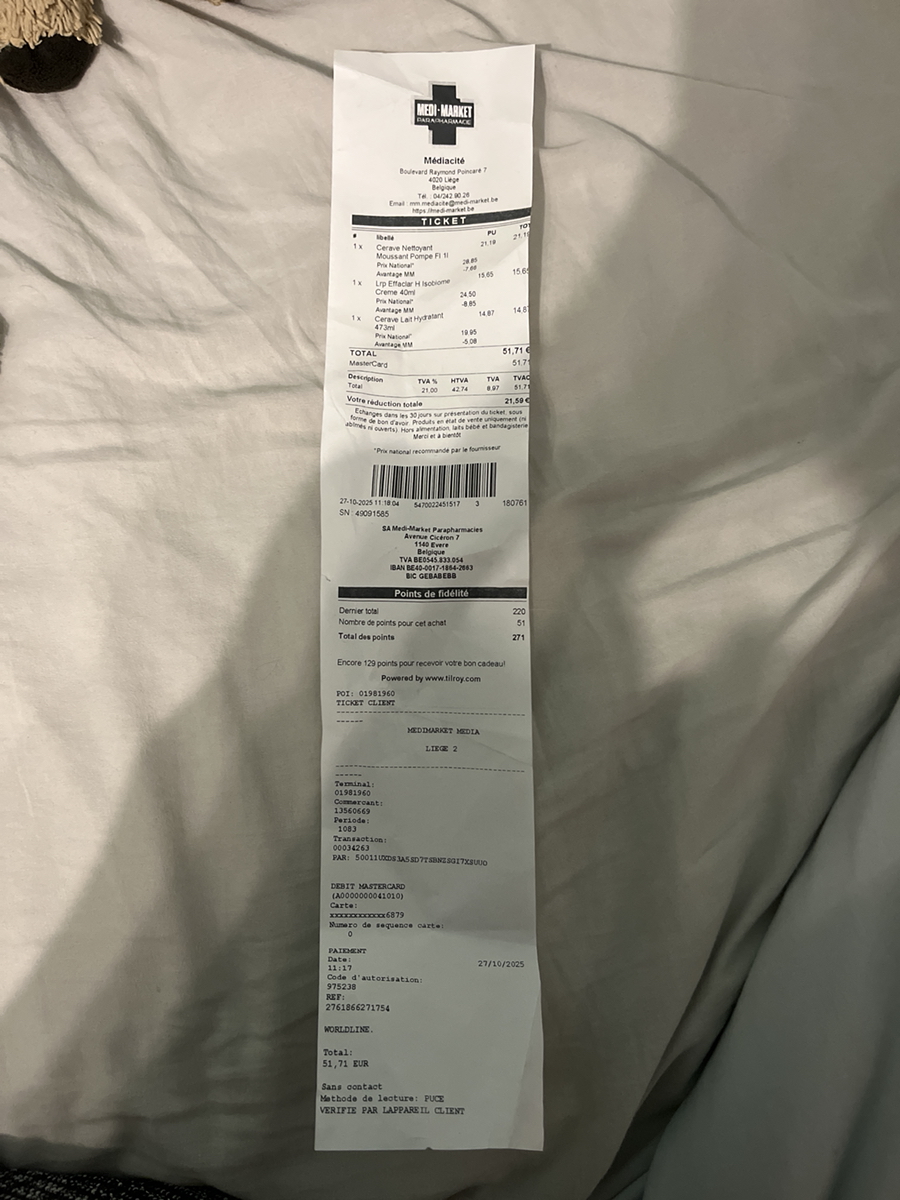 MEDI-MARKET
PARAPHARMACIE
Médiacité
Boulevard Raymond Poincaré 7
4020 Liège
Belgique
Tél. : 04/242.80.26
Email : mm.mediacite@medi-market.be
https://medi-market.be
TICKET
# libellé PU TOT
1 x Cerave Nettoyant 21,19 21,19
Moussant Pompe Fl 1l
Prix National* 28,85
Avantage MM -7,66
1 x Lrp Effaclar H Isobiome 15,65 15,65
Creme 40ml
Prix National* 24,50
Avantage MM -8,85
1 x Cerave Lait Hydratant 14,87 14,87
473ml
Prix National* 19,95
Avantage MM -5,08
TOTAL 51,71 €
MasterCard 51,71
Description TVA % HTVA TVA TVAC
Total 21,00 42,74 8,97 51,71
Votre réduction totale 21,59 €
Echanges dans les 30 jours sur présentation du ticket, sous
forme de bon d'avoir. Produits en état de vente uniquement (ni
abîmés ni ouverts). Hors alimentation, laits bébé et bandagisterie
Merci et à bientôt
*Prix national recommandé par le fournisseur
27-10-2025 11:18:04 5470022451517 3 180761
SN : 49091585
SA Medi-Market Parapharmacies
Avenue Cicéron 7
1140 Evere
Belgique
TVA BE0545.833.054
IBAN BE40-0017-1864-2663
BIC GEBABEBB
Points de fidélité
Dernier total 220
Nombre de points pour cet achat 51
Total des points 271
Encore 129 points pour recevoir votre bon cadeau!
Powered by www.tilroy.com
POI: 01981960
TICKET CLIENT
MEDIMARKET MEDIA
LIEGE 2
Terminal:
01981960
Commercant:
13560669
Periode:
1083
Transaction:
00034263
DEBIT MASTERCARD
(A0000000041010)
Carte:
xxxxxxxxxxxx6879
Numero de sequence carte:
0
PAIEMENT
Date: 27/10/2025
11:17
Code d'autorisation:
975238
REF:
2761866271754
WORLDLINE.
Total:
51,71 EUR
Sans contact
Methode de lecture: PUCE
VERIFIE PAR LAPPAREIL CLIENT